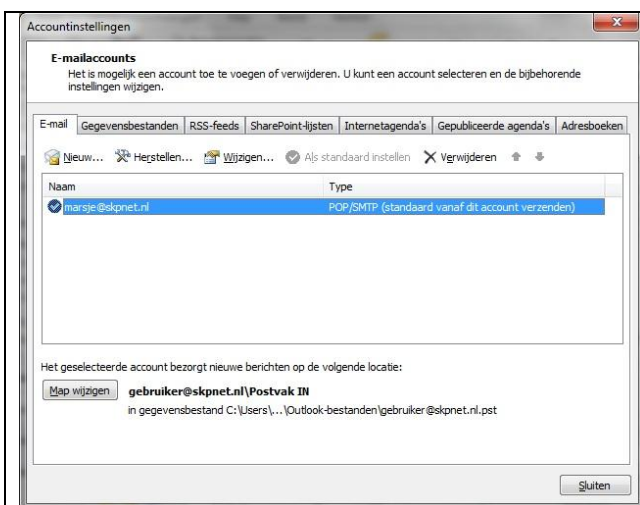 Accountinstellingen
E-mailaccounts
Het is mogelijk een account toe te voegen of verwijderen. U kunt een account selecteren en de bijbehorende
instellingen wijzigen.
E-mail Gegevensbestanden RSS-feeds SharePoint-lijsten Internetagenda's Gepubliceerde agenda's Adresboeken
Nieuw... Herstellen... Wijzigen... Als standaard instellen Verwijderen
Naam Type
marsje@skpnet.nl POP/SMTP (standaard vanaf dit account verzenden)
Het geselecteerde account bezorgt nieuwe berichten op de volgende locatie:
Map wijzigen gebruiker@skpnet.nl\Postvak IN
in gegevensbestand C:\Users\...\Outlook-bestanden\gebruiker@skpnet.nl.pst
Sluiten